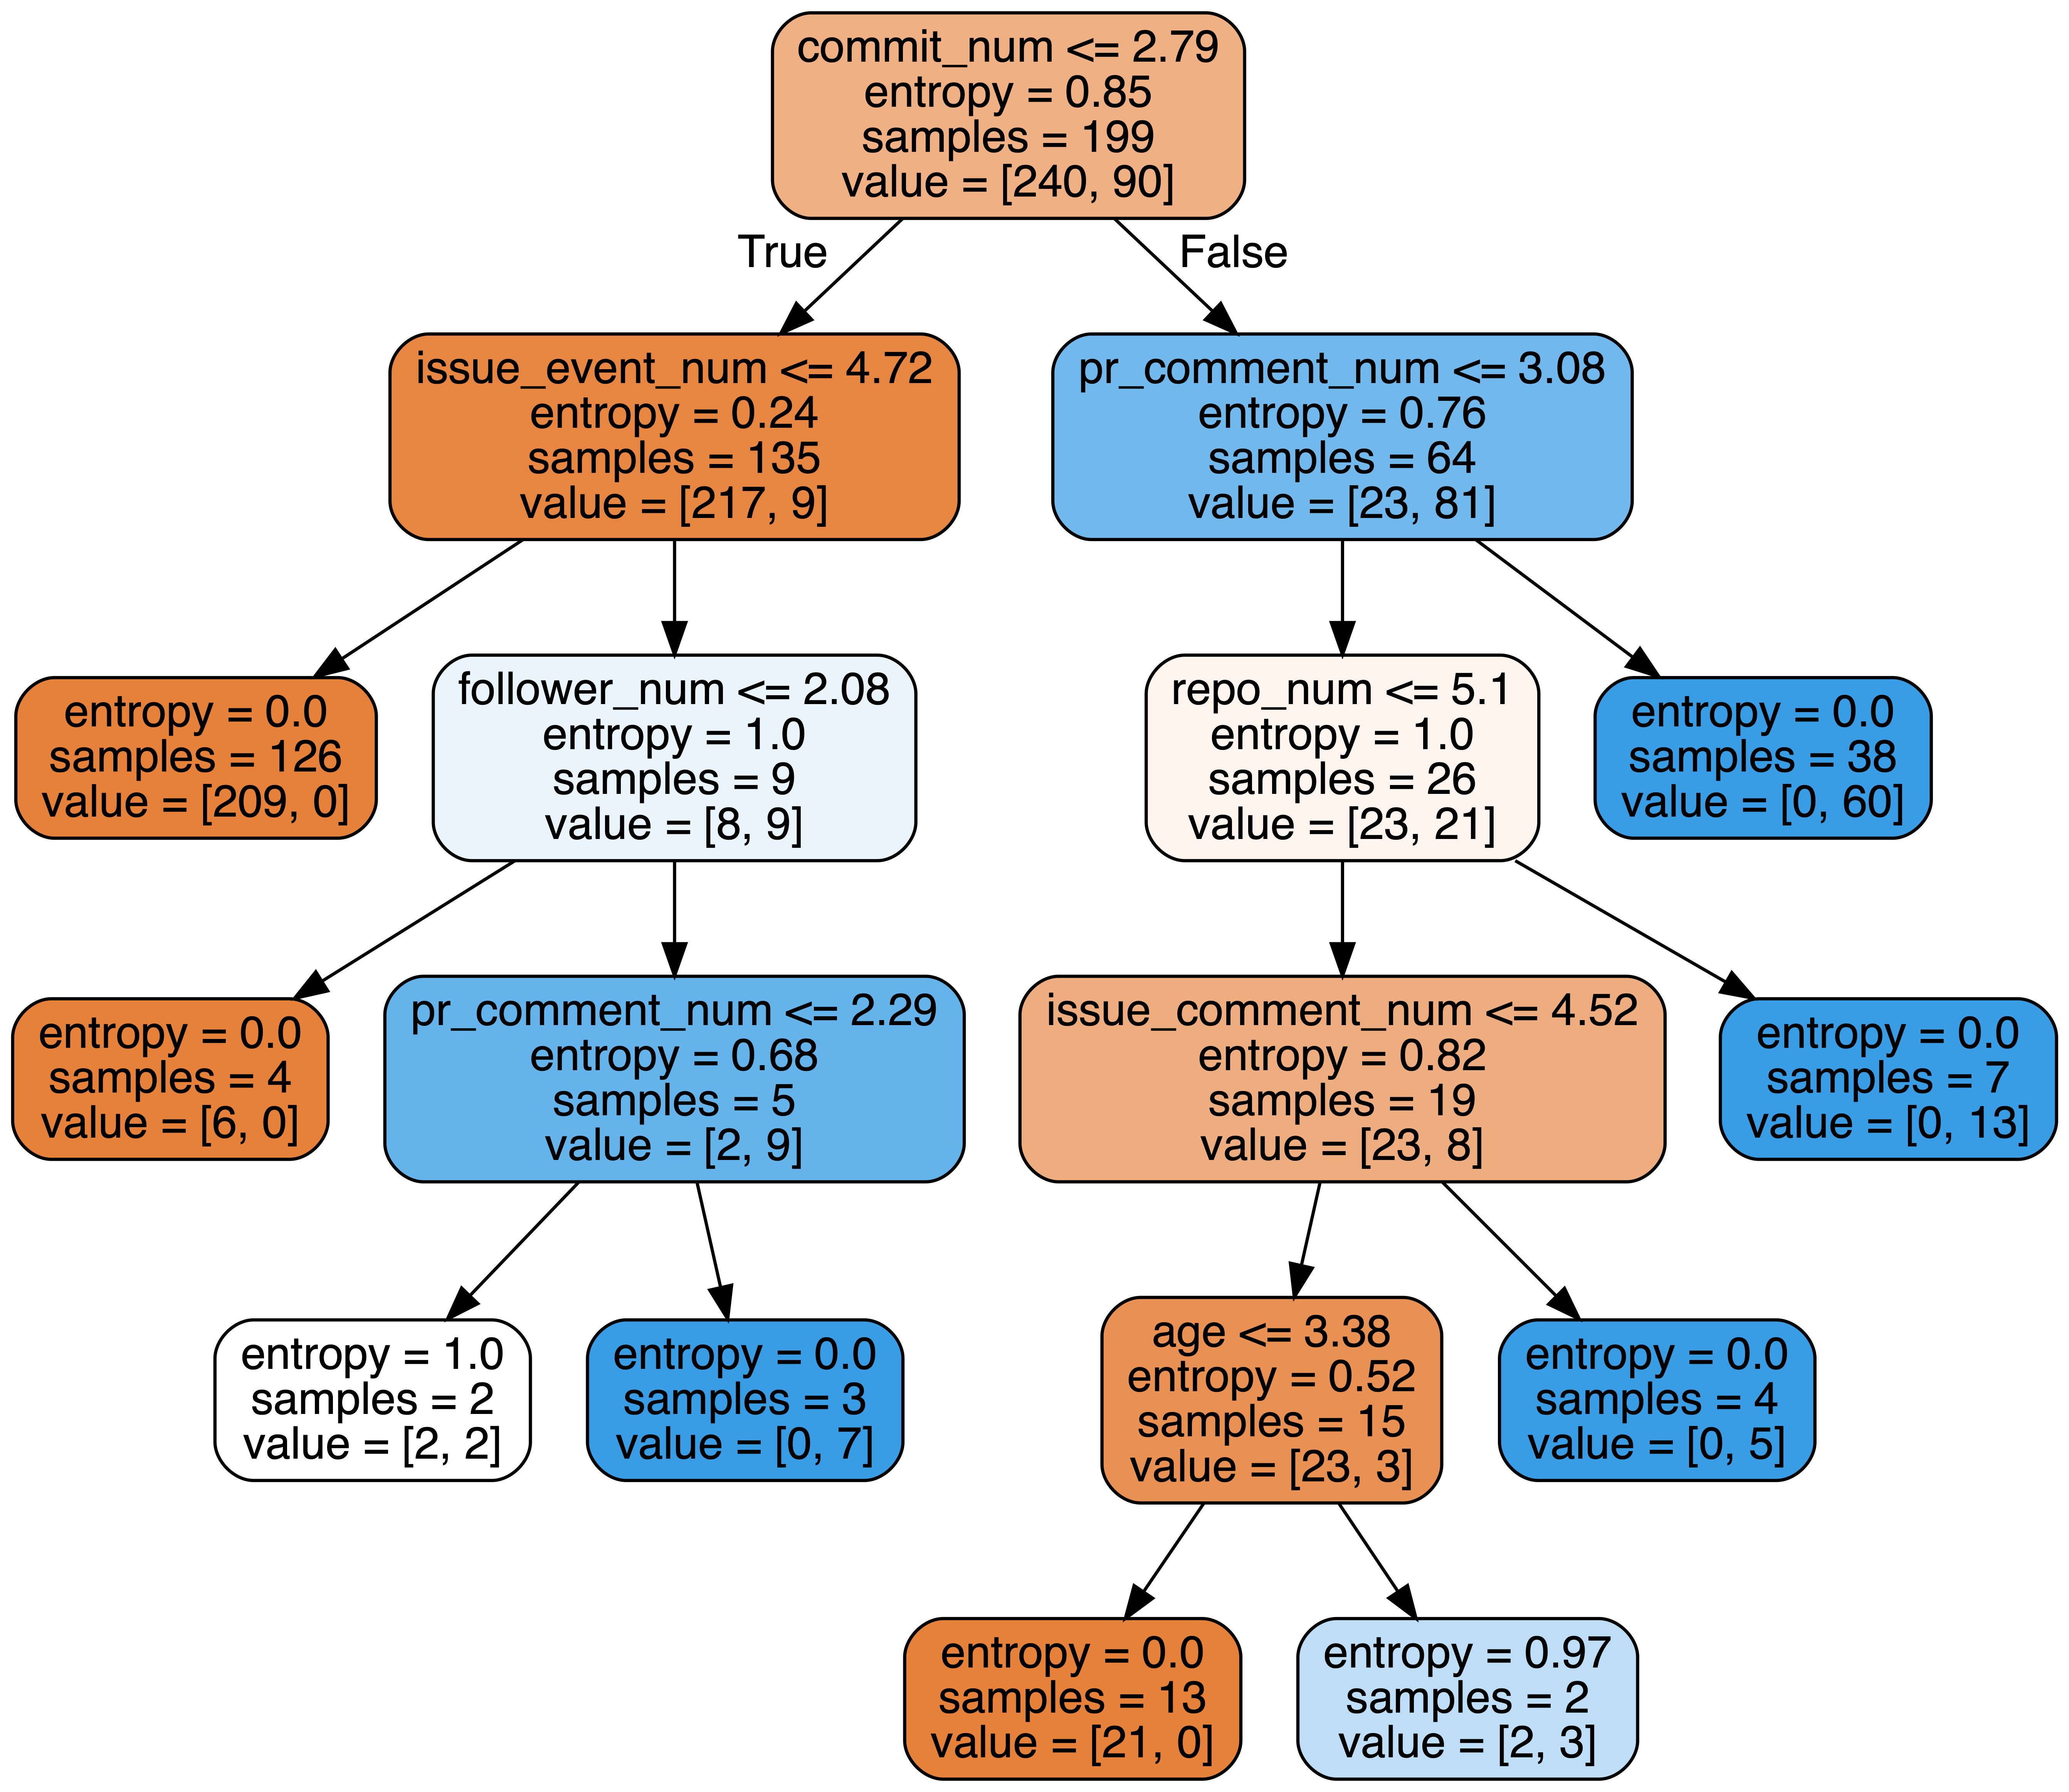 commit_num <= 2.79
entropy = 0.85
samples = 199
value = [240, 90]
True
False
issue_event_num <= 4.72
entropy = 0.24
samples = 135
value = [217, 9]
pr_comment_num <= 3.08
entropy = 0.76
samples = 64
value = [23, 81]
entropy = 0.0
samples = 126
value = [209, 0]
follower_num <= 2.08
entropy = 1.0
samples = 9
value = [8, 9]
repo_num <= 5.1
entropy = 1.0
samples = 26
value = [23, 21]
entropy = 0.0
samples = 38
value = [0, 60]
entropy = 0.0
samples = 4
value = [6, 0]
pr_comment_num <= 2.29
entropy = 0.68
samples = 5
value = [2, 9]
issue_comment_num <= 4.52
entropy = 0.82
samples = 19
value = [23, 8]
entropy = 0.0
samples = 7
value = [0, 13]
entropy = 1.0
samples = 2
value = [2, 2]
entropy = 0.0
samples = 3
value = [0, 7]
age <= 3.38
entropy = 0.52
samples = 15
value = [23, 3]
entropy = 0.0
samples = 4
value = [0, 5]
entropy = 0.0
samples = 13
value = [21, 0]
entropy = 0.97
samples = 2
value = [2, 3]